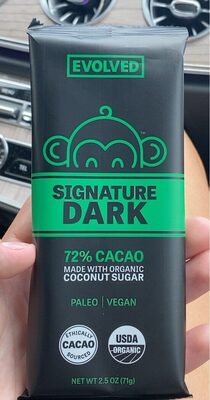 EVOLVED
SIGNATURE
DARK
72% CACAO
MADE WITH ORGANIC
COCONUT SUGAR
PALEO | VEGAN
ETHICALLY
CACAO
SOURCED
USDA
ORGANIC
NET WT 2.5 OZ (71g)